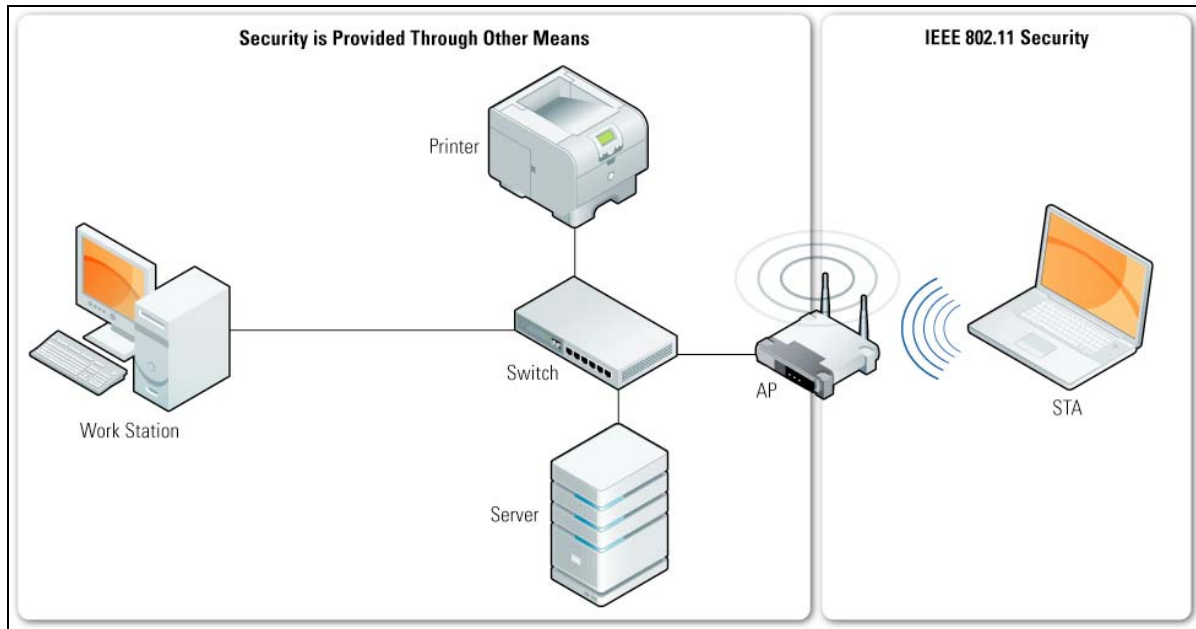 Security is Provided Through Other Means
IEEE 802.11 Security
Printer
Switch
AP
STA
Work Station
Server